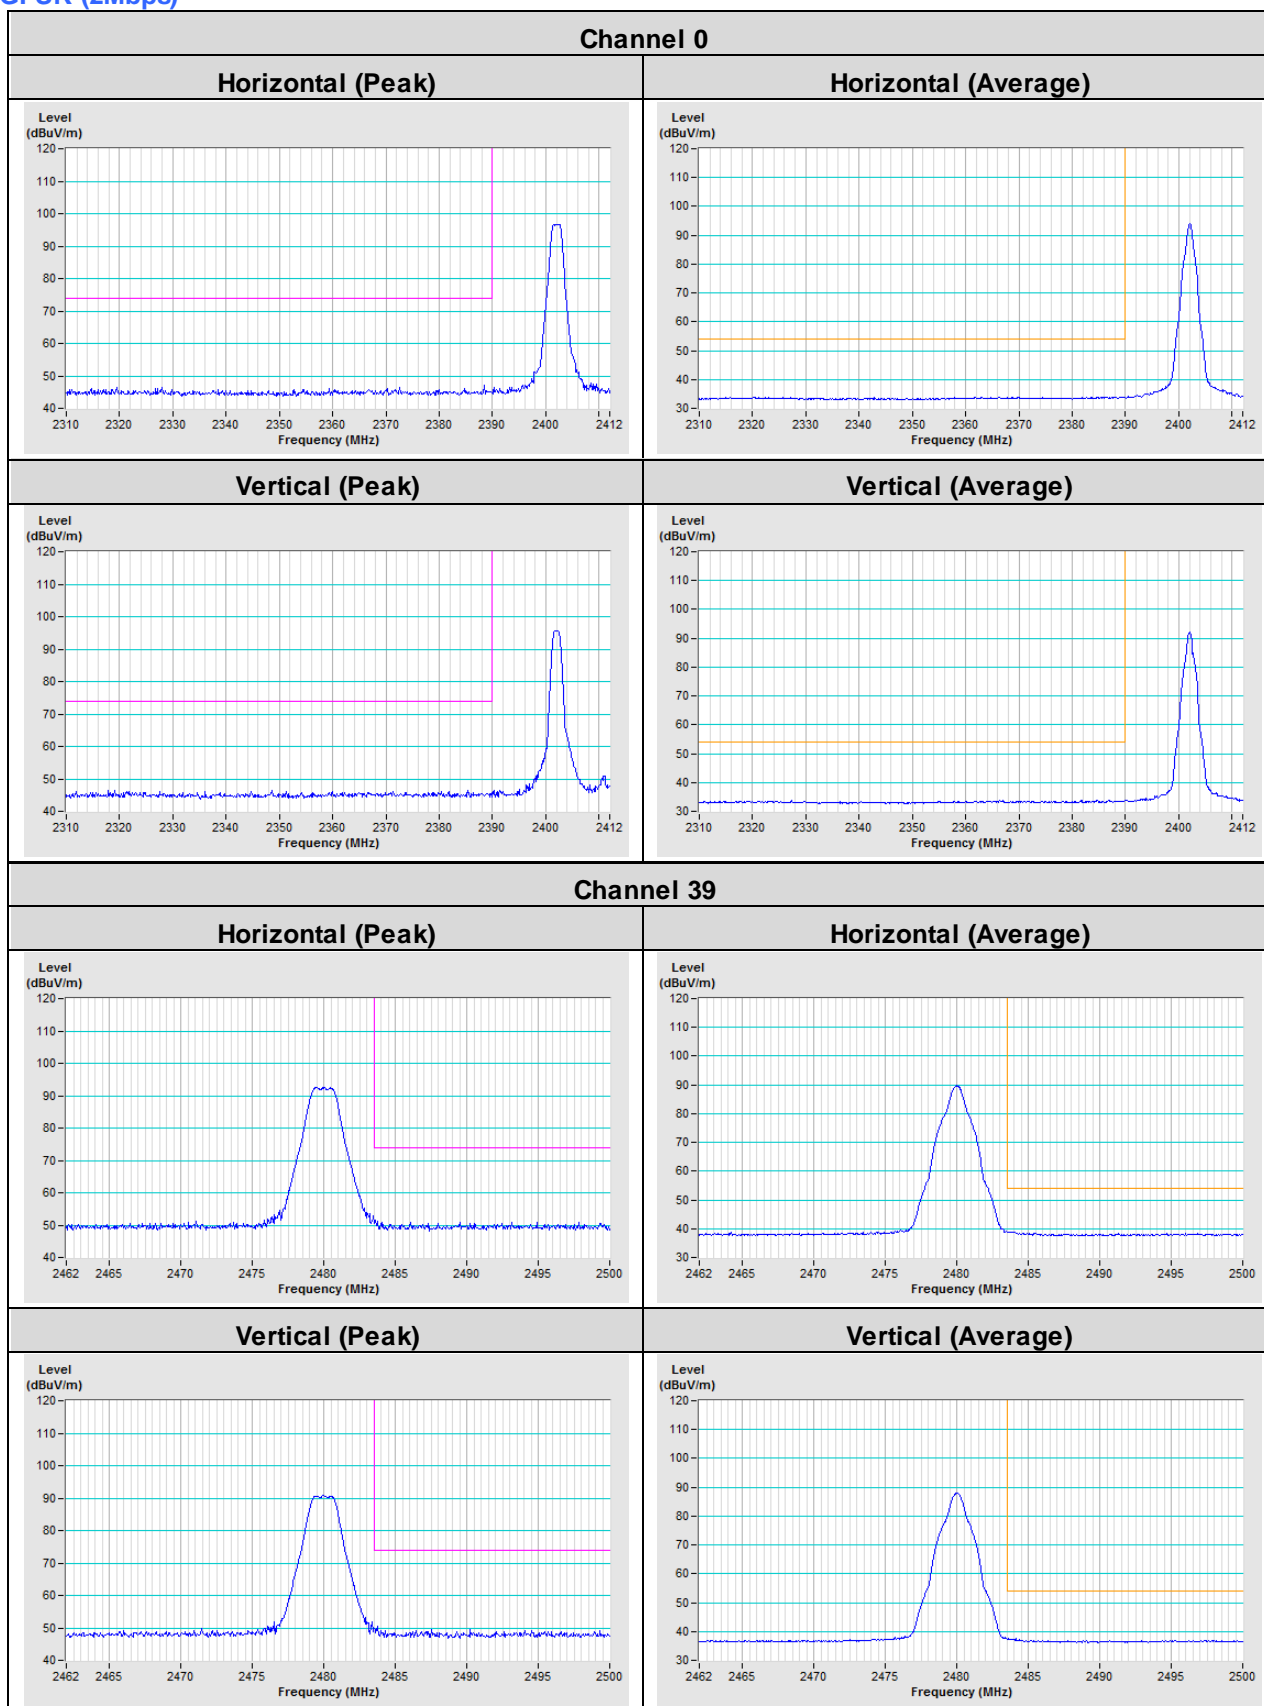 GFSK (2Mbps)
Channel 0
Horizontal (Peak)
Horizontal (Average)
Level
(dBuV/m)
120
110
100
90
80
70
60
50
40
2310 2320 2330 2340 2350 2360 2370 2380 2390 2400 2412
Frequency (MHz)
Level
(dBuV/m)
120
110
100
90
80
70
60
50
40
30
2310 2320 2330 2340 2350 2360 2370 2380 2390 2400 2412
Frequency (MHz)
Vertical (Peak)
Vertical (Average)
Level
(dBuV/m)
120
110
100
90
80
70
60
50
40
2310 2320 2330 2340 2350 2360 2370 2380 2390 2400 2412
Frequency (MHz)
Level
(dBuV/m)
120
110
100
90
80
70
60
50
40
30
2310 2320 2330 2340 2350 2360 2370 2380 2390 2400 2412
Frequency (MHz)
Channel 39
Horizontal (Peak)
Horizontal (Average)
Level
(dBuV/m)
120
110
100
90
80
70
60
50
40
2462 2465 2470 2475 2480 2485 2490 2495 2500
Frequency (MHz)
Level
(dBuV/m)
120
110
100
90
80
70
60
50
40
30
2462 2465 2470 2475 2480 2485 2490 2495 2500
Frequency (MHz)
Vertical (Peak)
Vertical (Average)
Level
(dBuV/m)
120
110
100
90
80
70
60
50
40
2462 2465 2470 2475 2480 2485 2490 2495 2500
Frequency (MHz)
Level
(dBuV/m)
120
110
100
90
80
70
60
50
40
30
2462 2465 2470 2475 2480 2485 2490 2495 2500
Frequency (MHz)